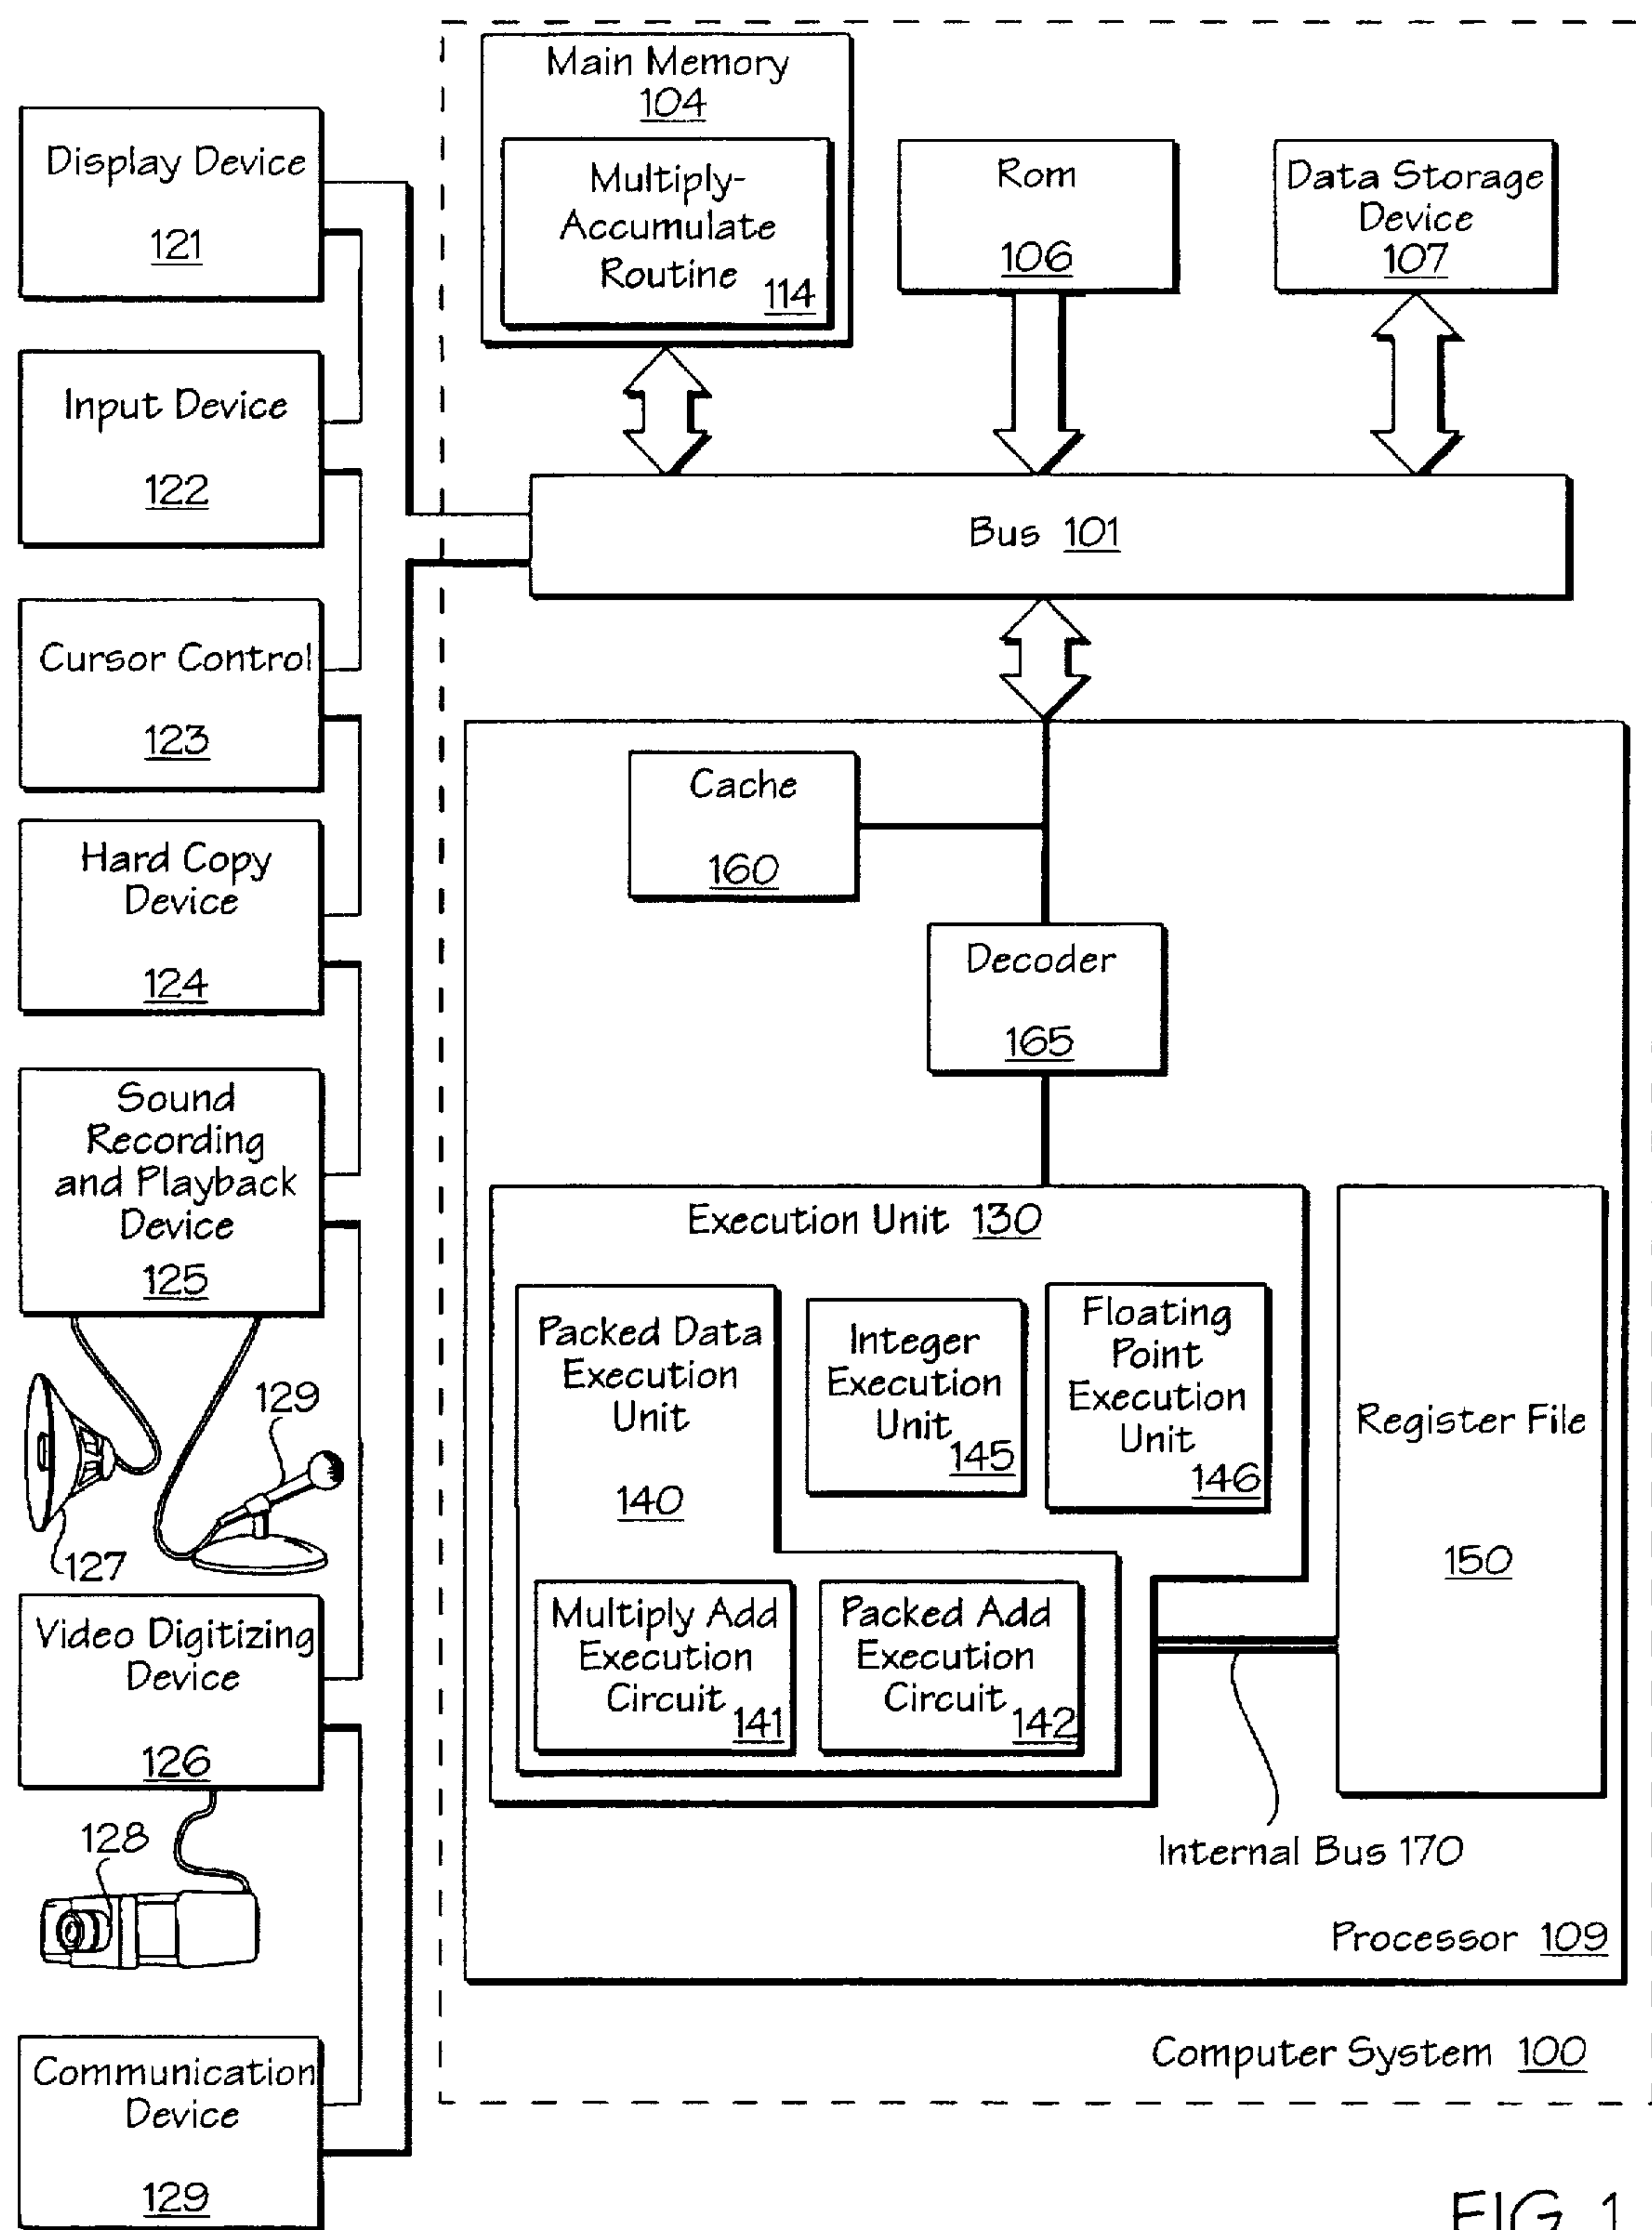 Main Memory
104
Multiply-
Accumulate
Routine
114
Rom
106
Data Storage
Device
107
Display Device
121
Input Device
122
Bus 101
Cursor Control
123
Hard Copy
Device
124
Sound
Recording
and Playback
Device
125
129
127
Video Digitizing
Device
126
128
Communication
Device
129
Cache
160
Decoder
165
Execution Unit 130
Packed Data
Execution
Unit
140
Integer
Execution
Unit
145
Floating
Point
Execution
Unit
146
Multiply Add
Execution
Circuit
141
Packed Add
Execution
Circuit
142
Register File
150
Internal Bus 170
Processor 109
Computer System 100
FIG. 1